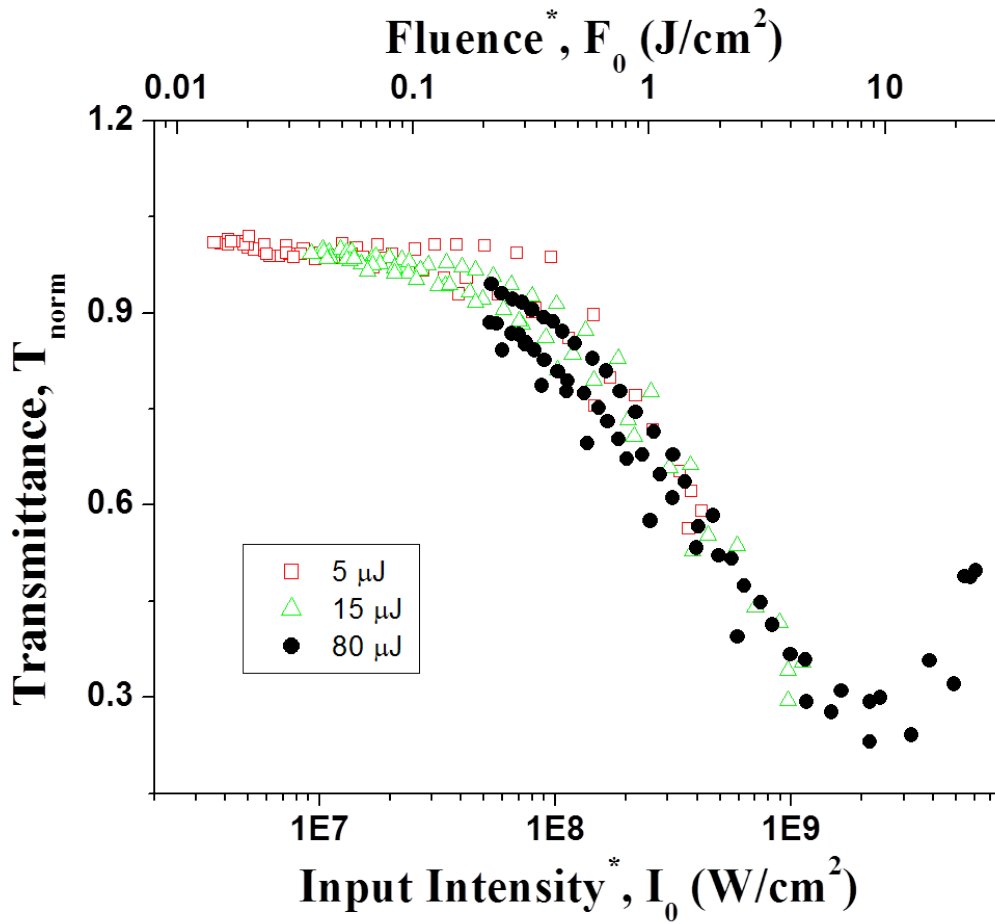 Fluence*, F0 (J/cm2)
0.01 0.1 1 10
1.2
0.9
0.6
0.3
Transmittance, Tnorm
5 μJ
15 μJ
80 μJ
1E7 1E8 1E9
Input Intensity*, I0 (W/cm2)